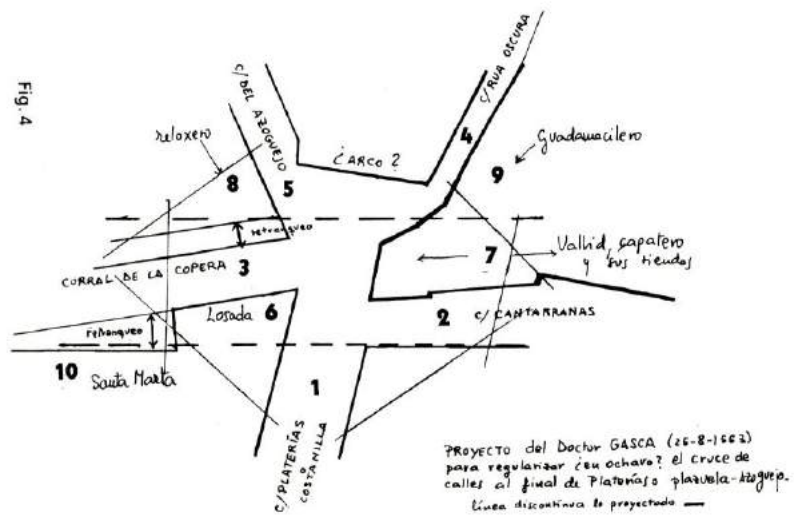 Fig. 4
c/DEL AZOGUEJO
c/RUA OSCURA
reloxero
¿ARCO?
4
Guadamacilero
8
5
9
retranqueo
7
Vallid, çapatero
y sus tiendas
CORRAL DE LA COPERA
3
Losada
6
2
c/CANTARRANAS
retranqueo
10
Santa Marta
1
c/PLATERÍAS
o
COSTANILLA
PROYECTO del Doctor GASCA (26-8-1563)
para regularizar ¿en ochavo? el cruce de
calles al final de Platerías o plazuela-Azoguejo.
línea discontinua lo proyectado